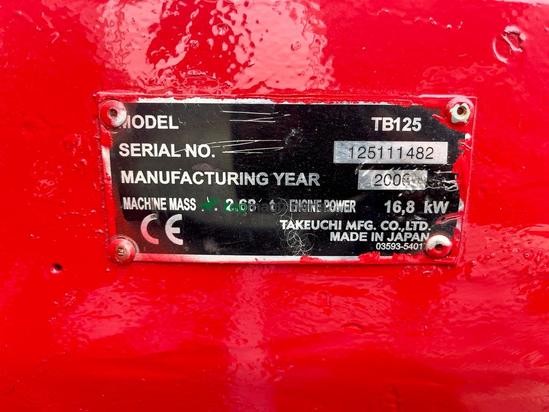 MODEL TB125
SERIAL NO. 125111482
MANUFACTURING YEAR
MACHINE MASS ENGINE POWER 16,8 kW
CE TAKEUCHI MFG. CO.,LTD.
MADE IN JAPAN
03593-5401